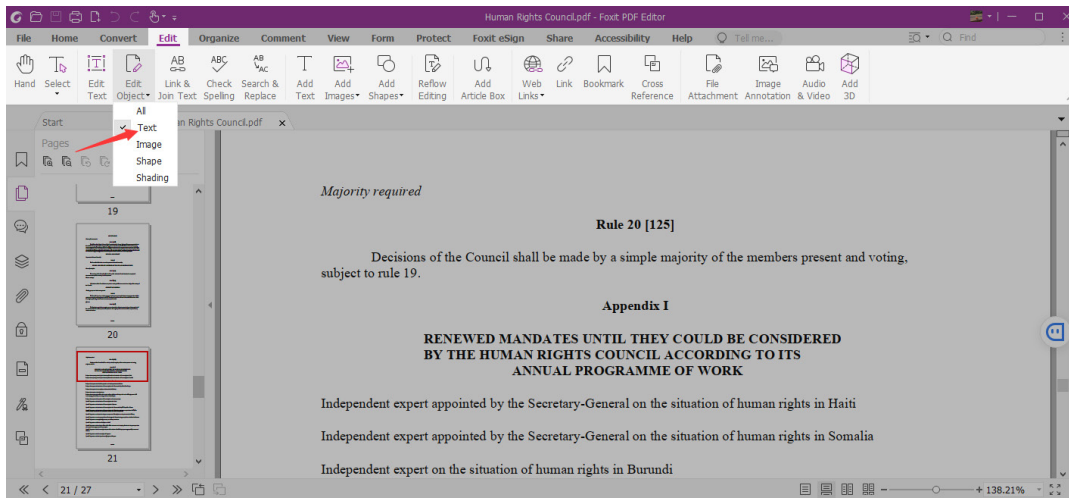 Human Rights Council.pdf - Foxit PDF Editor
File Home Convert Edit Organize Comment View Form Protect Foxit eSign Share Accessibility Help Tell me... Find
Hand Select Edit Text Edit Object Link & Join Text Check Spelling Search & Replace Add Text Add Images Add Shapes Reflow Editing Add Article Box Web Links Link Bookmark Cross Reference File Attachment Image Annotation Audio & Video Add 3D
All
Text
Image
Shape
Shading
Start
an Rights Council.pdf
Pages
19
20
21
Majority required
Rule 20 [125]
Decisions of the Council shall be made by a simple majority of the members present and voting,
subject to rule 19.
Appendix I
RENEWED MANDATES UNTIL THEY COULD BE CONSIDERED
BY THE HUMAN RIGHTS COUNCIL ACCORDING TO ITS
ANNUAL PROGRAMME OF WORK
Independent expert appointed by the Secretary-General on the situation of human rights in Haiti
Independent expert appointed by the Secretary-General on the situation of human rights in Somalia
Independent expert on the situation of human rights in Burundi
21 / 27
138.21%